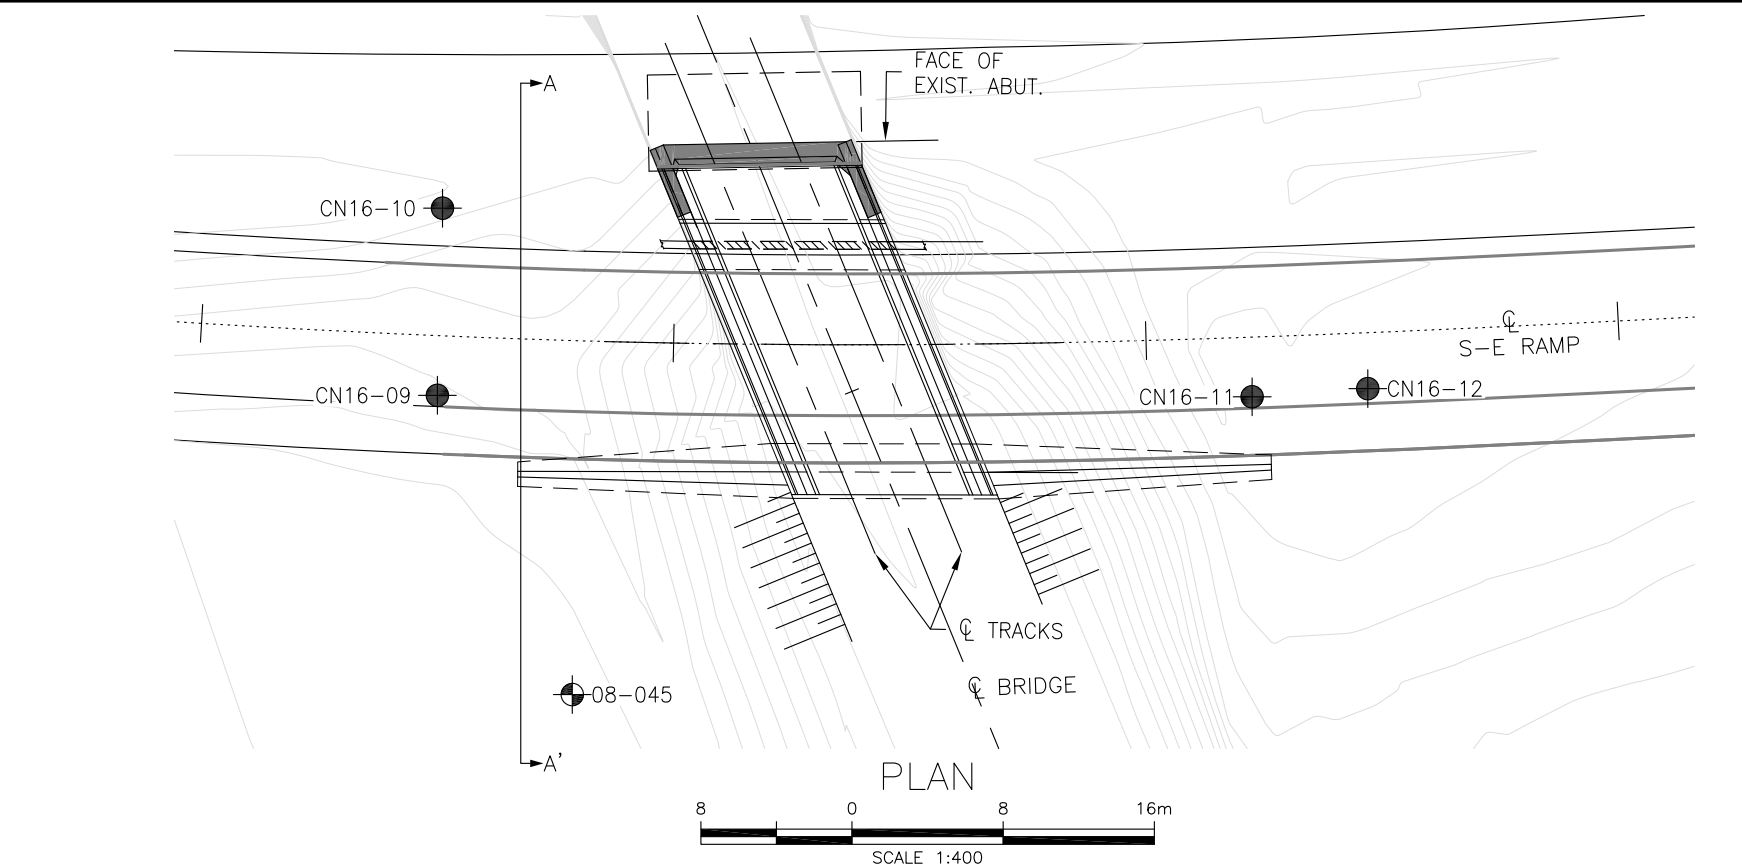 FACE OF
EXIST. ABUT.
A
CN16-10
℄
S-E RAMP
CN16-09
CN16-11
CN16-12
℄ TRACKS
℄ BRIDGE
08-045
A'
PLAN
8 0 8 16m
SCALE 1:400